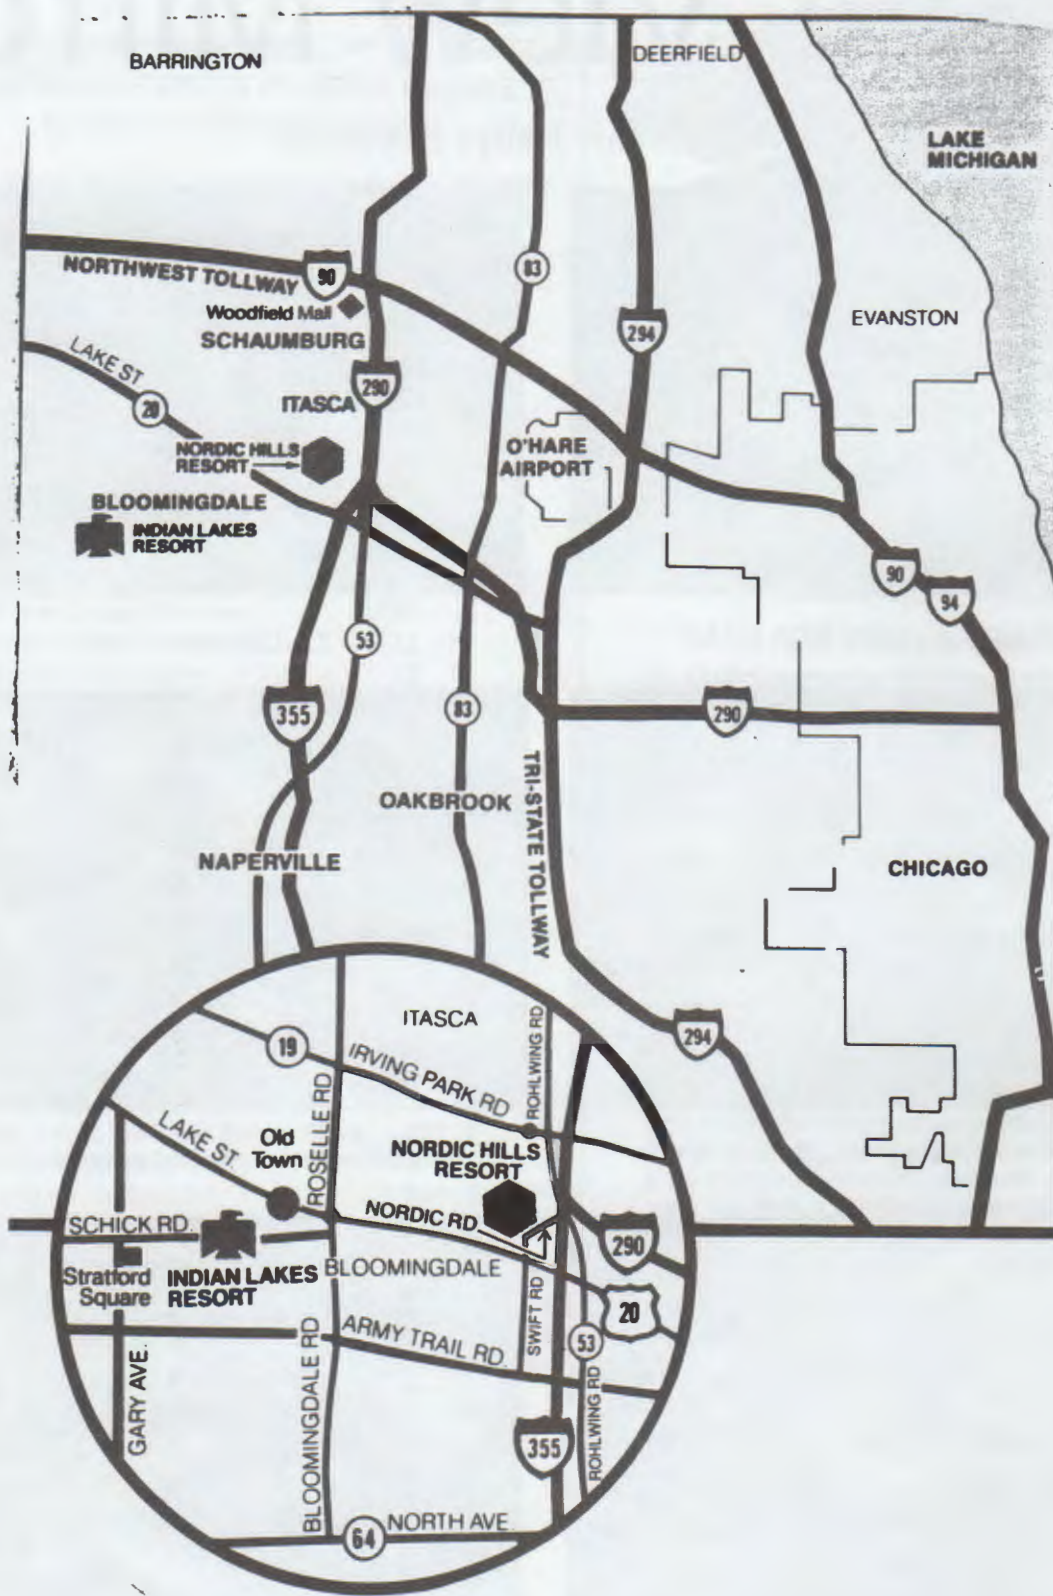 BARRINGTON
DEERFIELD
LAKE
MICHIGAN
NORTHWEST TOLLWAY
90
83
Woodfield Mall
SCHAUMBURG
294
EVANSTON
LAKE ST
20
290
ITASCA
NORDIC HILLS
RESORT
O'HARE
AIRPORT
BLOOMINGDALE
INDIAN LAKES
RESORT
90
94
53
355
83
290
OAKBROOK
TRI-STATE TOLLWAY
NAPERVILLE
CHICAGO
294
ITASCA
19
IRVING PARK RD
ROHLWING RD
ROSELLE RD
LAKE ST.
Old
Town
NORDIC HILLS
RESORT
NORDIC RD
SCHICK RD.
290
Stratford
Square
INDIAN LAKES
RESORT
BLOOMINGDALE
20
SWIFT RD
53
ARMY TRAIL RD.
GARY AVE.
BLOOMINGDALE RD
ROHLWING RD
355
64
NORTH AVE.